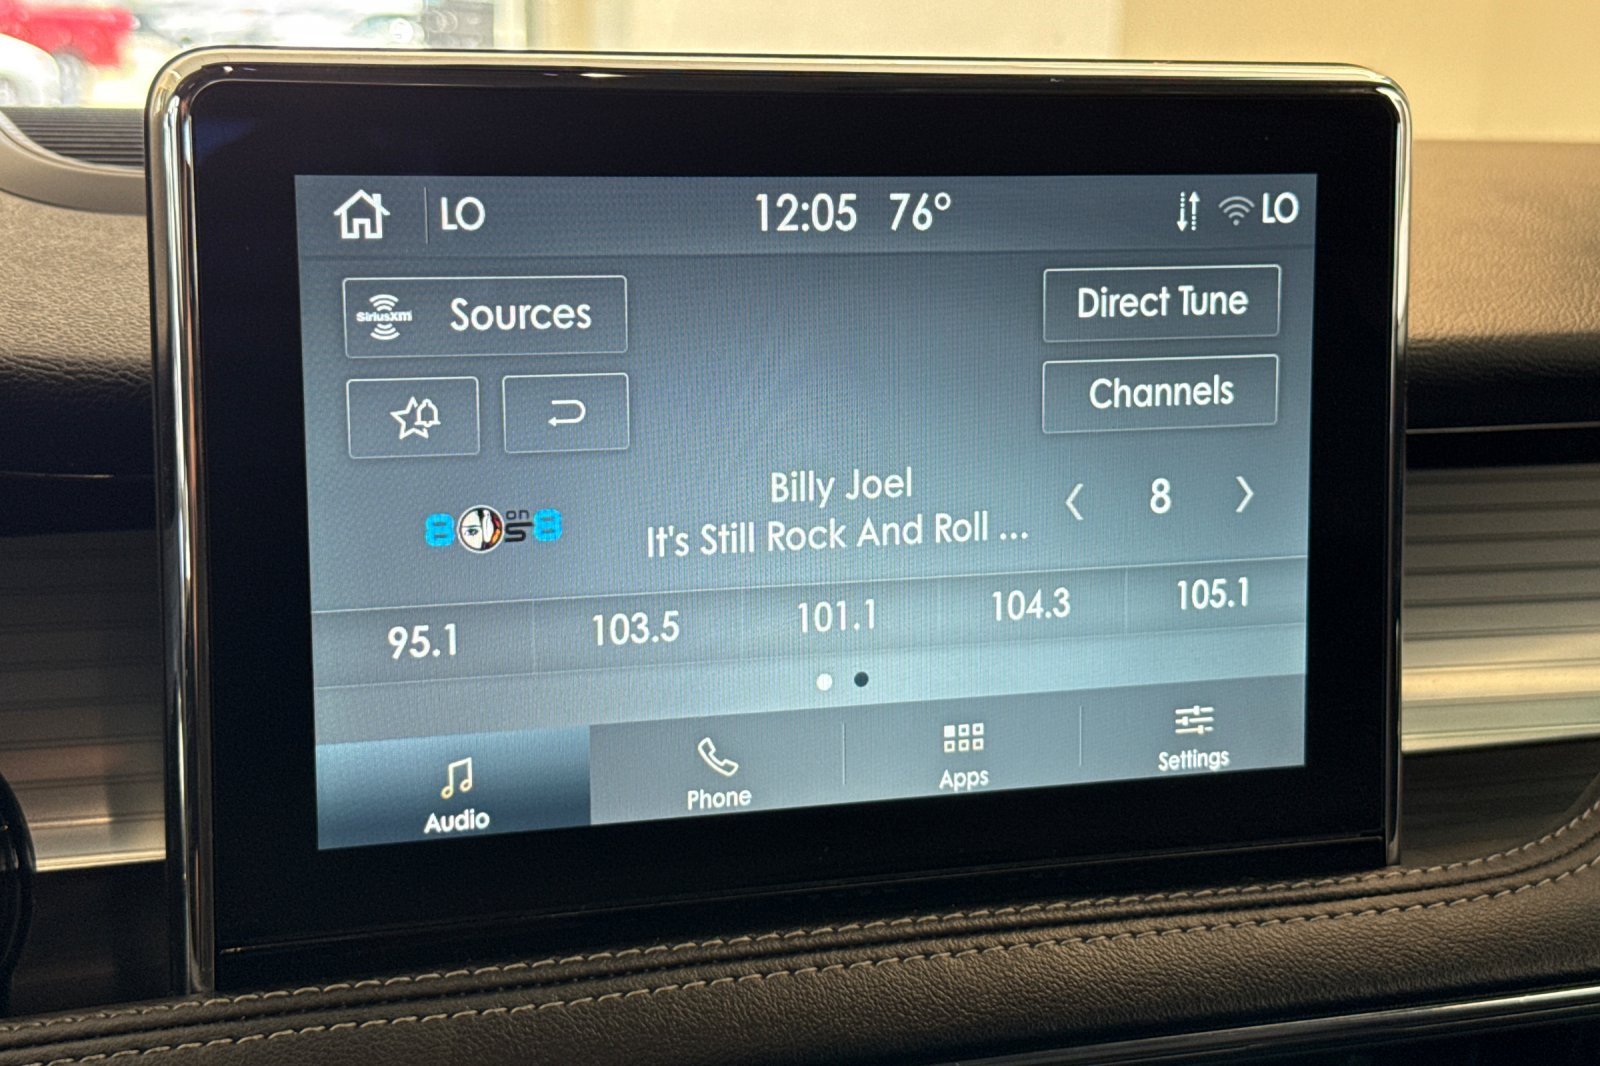 LO
12:05 76°
LO
SiriusXM
Sources
Direct Tune
Channels
80s on 8
Billy Joel
It's Still Rock And Roll ...
8
95.1
103.5
101.1
104.3
105.1
Audio
Phone
Apps
Settings